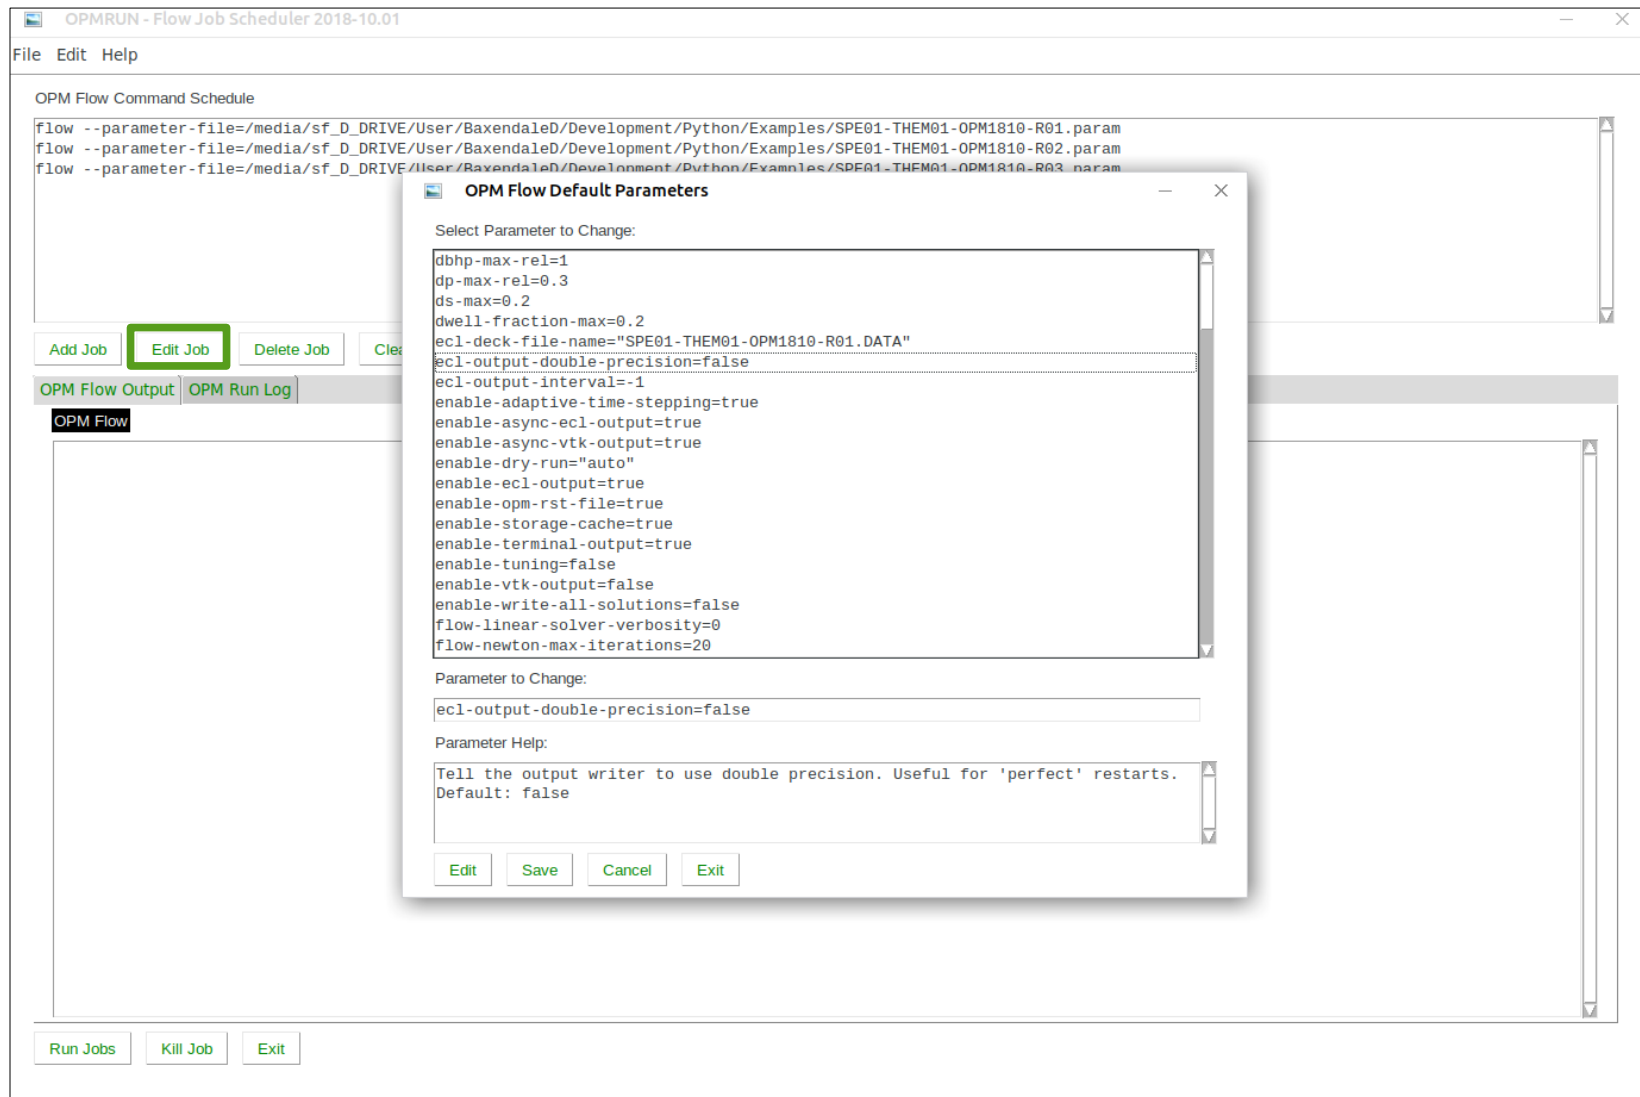 OPMRUN - Flow Job Scheduler 2018-10.01
File Edit Help
OPM Flow Command Schedule
flow --parameter-file=/media/sf_D_DRIVE/User/BaxendaleD/Development/Python/Examples/SPE01-THEM01-OPM1810-R01.param
flow --parameter-file=/media/sf_D_DRIVE/User/BaxendaleD/Development/Python/Examples/SPE01-THEM01-OPM1810-R02.param
flow --parameter-file=/media/sf_D_DRIVE/User/BaxendaleD/Development/Python/Examples/SPE01-THEM01-OPM1810-R03.param
Add Job Edit Job Delete Job
OPM Flow Output OPM Run Log
OPM Flow
OPM Flow Default Parameters
Select Parameter to Change:
dbhp-max-rel=1
dp-max-rel=0.3
ds-max=0.2
dwell-fraction-max=0.2
ecl-deck-file-name="SPE01-THEM01-OPM1810-R01.DATA"
ecl-output-double-precision=false
ecl-output-interval=-1
enable-adaptive-time-stepping=true
enable-async-ecl-output=true
enable-async-vtk-output=true
enable-dry-run="auto"
enable-ecl-output=true
enable-opm-rst-file=true
enable-storage-cache=true
enable-terminal-output=true
enable-tuning=false
enable-vtk-output=false
enable-write-all-solutions=false
flow-linear-solver-verbosity=0
flow-newton-max-iterations=20
Parameter to Change:
ecl-output-double-precision=false
Parameter Help:
Tell the output writer to use double precision. Useful for 'perfect' restarts.
Default: false
Edit Save Cancel Exit
Run Jobs Kill Job Exit